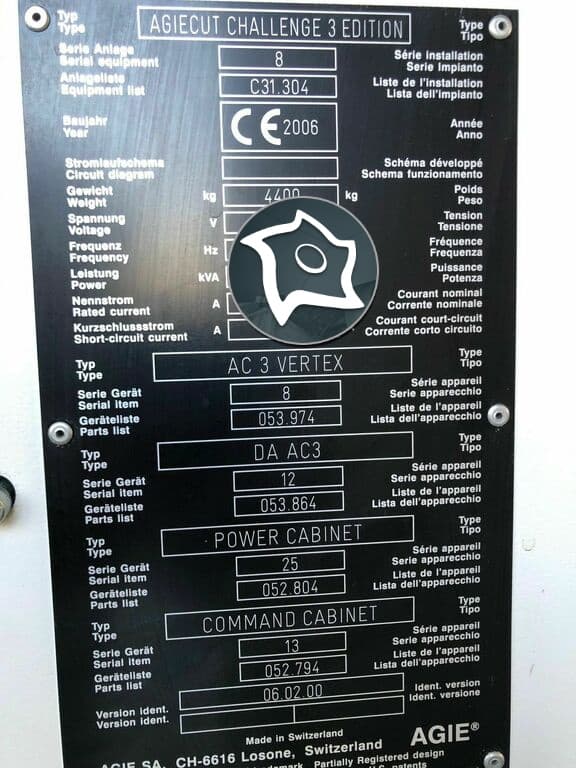 Typ AGIECUT CHALLENGE 3 EDITION Type
Type Tipo
Serie Anlage 8 Série installation
Serial equipment Serie Impianto
Anlageliste C31.304 Liste de l'installation
Equipment list Lista dell'impianto
Baujahr CE 2006 Année
Year Anno
Stromlaufschema Schéma développé
Circuit diagram Schema funzionamento
Gewicht kg 4400 kg Poids
Weight Peso
Spannung V Tension
Voltage Tensione
Frequenz Hz Fréquence
Frequency Frequenza
Leistung kVA Puissance
Power Potenza
Nennstrom A Courant nominal
Rated current Corrente nominale
Kurzschlussstrom A Courant court-circuit
Short-circuit current Corrente corto circuito
Typ AC 3 VERTEX Type
Type Tipo
Serie Gerät 8 Série appareil
Serial item Serie apparecchio
Geräteliste 053.974 Liste de l'appareil
Parts list Lista dell'apparecchio
Typ DA AC3 Type
Type Tipo
Serie Gerät 12 Série appareil
Serial item Serie apparecchio
Geräteliste 053.864 Liste de l'appareil
Parts list Lista dell'apparecchio
Typ POWER CABINET Type
Type Tipo
Serie Gerät 25 Série appareil
Serial item Serie apparecchio
Geräteliste 052.804 Liste de l'appareil
Parts list Lista dell'apparecchio
Typ COMMAND CABINET Type
Type Tipo
Serie Gerät 13 Série appareil
Serial item Serie apparecchio
Geräteliste 052.794 Liste de l'appareil
Parts list Lista dell'apparecchio
06.02.00 Ident. version
Version ident. Ident. versione
Version ident.
Made in Switzerland AGIE®
AGIE SA, CH-6616 Losone, Switzerland
Partially Registered design
U.S. patents